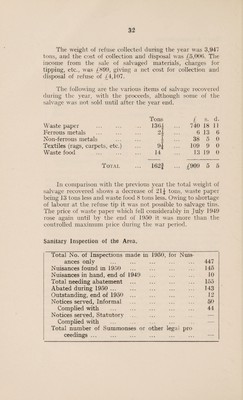 32
The weight of refuse collected during the year was 3,947
tons, and the cost of collection and disposal was £5,006. The
income from the sale of salvaged materials, charges for
tipping, etc., was £899, giving a net cost for collection and
disposal of refuse of £4,107.
The following are the various items of salvage recovered
during the year, with the proceeds, although some of the
salvage was not sold until after the year end.
Tons £ s. d.
Waste paper ... ... ... 136¾ 740 18 11
Ferrous metals ... ... ... 2 6 13 6
Non-ferrous metals ... ... 38 5 0
Textiles (rags, carpets, etc.) ... 9¼ 109 9 0
Waste food ... ... ... 14 13 19 0
Total ... 162¾ £909 5 5
In comparison with the previous year the total weight of
salvage recovered shows a decrease of 21½ tons, waste paper
being 13 tons less and waste food 8 tons less. Owing to shortage
of labour at the refuse tip it was not possible to salvage tins.
The price of waste paper which fell considerably in July 1949
rose again until by the end of 1950 it was more than the
controlled maximum price during the war period.
Sanitary Inspection of the Area.
Total No. of Inspections made in 1950, for Nuis-
ances only ... ... ... ... ... 447
Nuisances found in 1950 ... ... ... ... 145
Nuisances in hand, end of 1949 ... ... ... 10
Total needing abatement ... ... ... ... 155
Abated during 1950 ... ... ... ... ... 143
Outstanding, end of 1950 ... ... ... ... 12
Notices served, Informal ... ... ... ... 50
Complied with ... ... ... ... ... 44
Notices served, Statutory ... ... ... ... —
Complied with ... ... ... ... ... —
Total number of Summonses or other legal pro
ceedings ... ... ... ... ... ... —